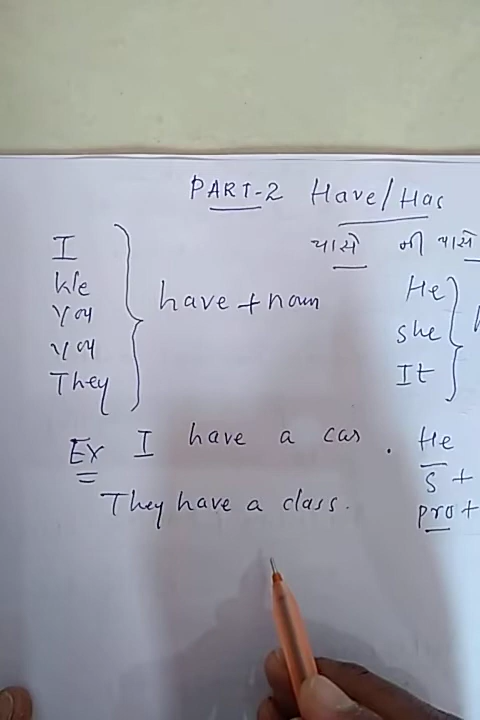 PART-2 Have/Has
पासे नी पासे
I
We
You
You
They
have + noun
He
she
It
Ex I have a car .
They have a class.
He
S +
pro +